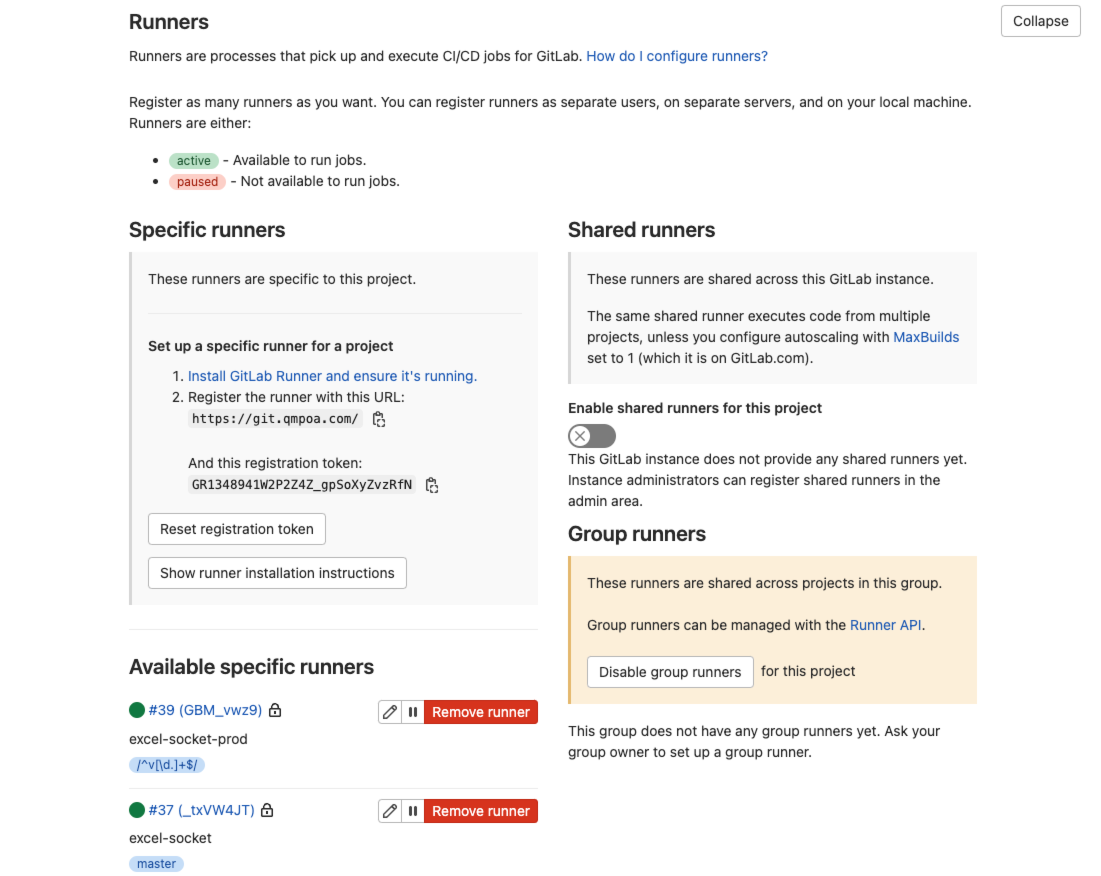 Runners
Collapse
Runners are processes that pick up and execute CI/CD jobs for GitLab. How do I configure runners?
Register as many runners as you want. You can register runners as separate users, on separate servers, and on your local machine.
Runners are either:
active - Available to run jobs.
paused - Not available to run jobs.
Specific runners
These runners are specific to this project.
Set up a specific runner for a project
1. Install GitLab Runner and ensure it's running.
2. Register the runner with this URL:
https://git.qmpoa.com/
And this registration token:
GR1348941W2P2Z4Z_gpSoXyZvzRfN
Reset registration token
Show runner installation instructions
Available specific runners
#39 (GBM_vwz9)
Remove runner
excel-socket-prod
/^v[\d.]+$/
#37 (_txVW4JT)
Remove runner
excel-socket
master
Shared runners
These runners are shared across this GitLab instance.
The same shared runner executes code from multiple
projects, unless you configure autoscaling with MaxBuilds
set to 1 (which it is on GitLab.com).
Enable shared runners for this project
This GitLab instance does not provide any shared runners yet.
Instance administrators can register shared runners in the
admin area.
Group runners
These runners are shared across projects in this group.
Group runners can be managed with the Runner API.
Disable group runners for this project
This group does not have any group runners yet. Ask your
group owner to set up a group runner.